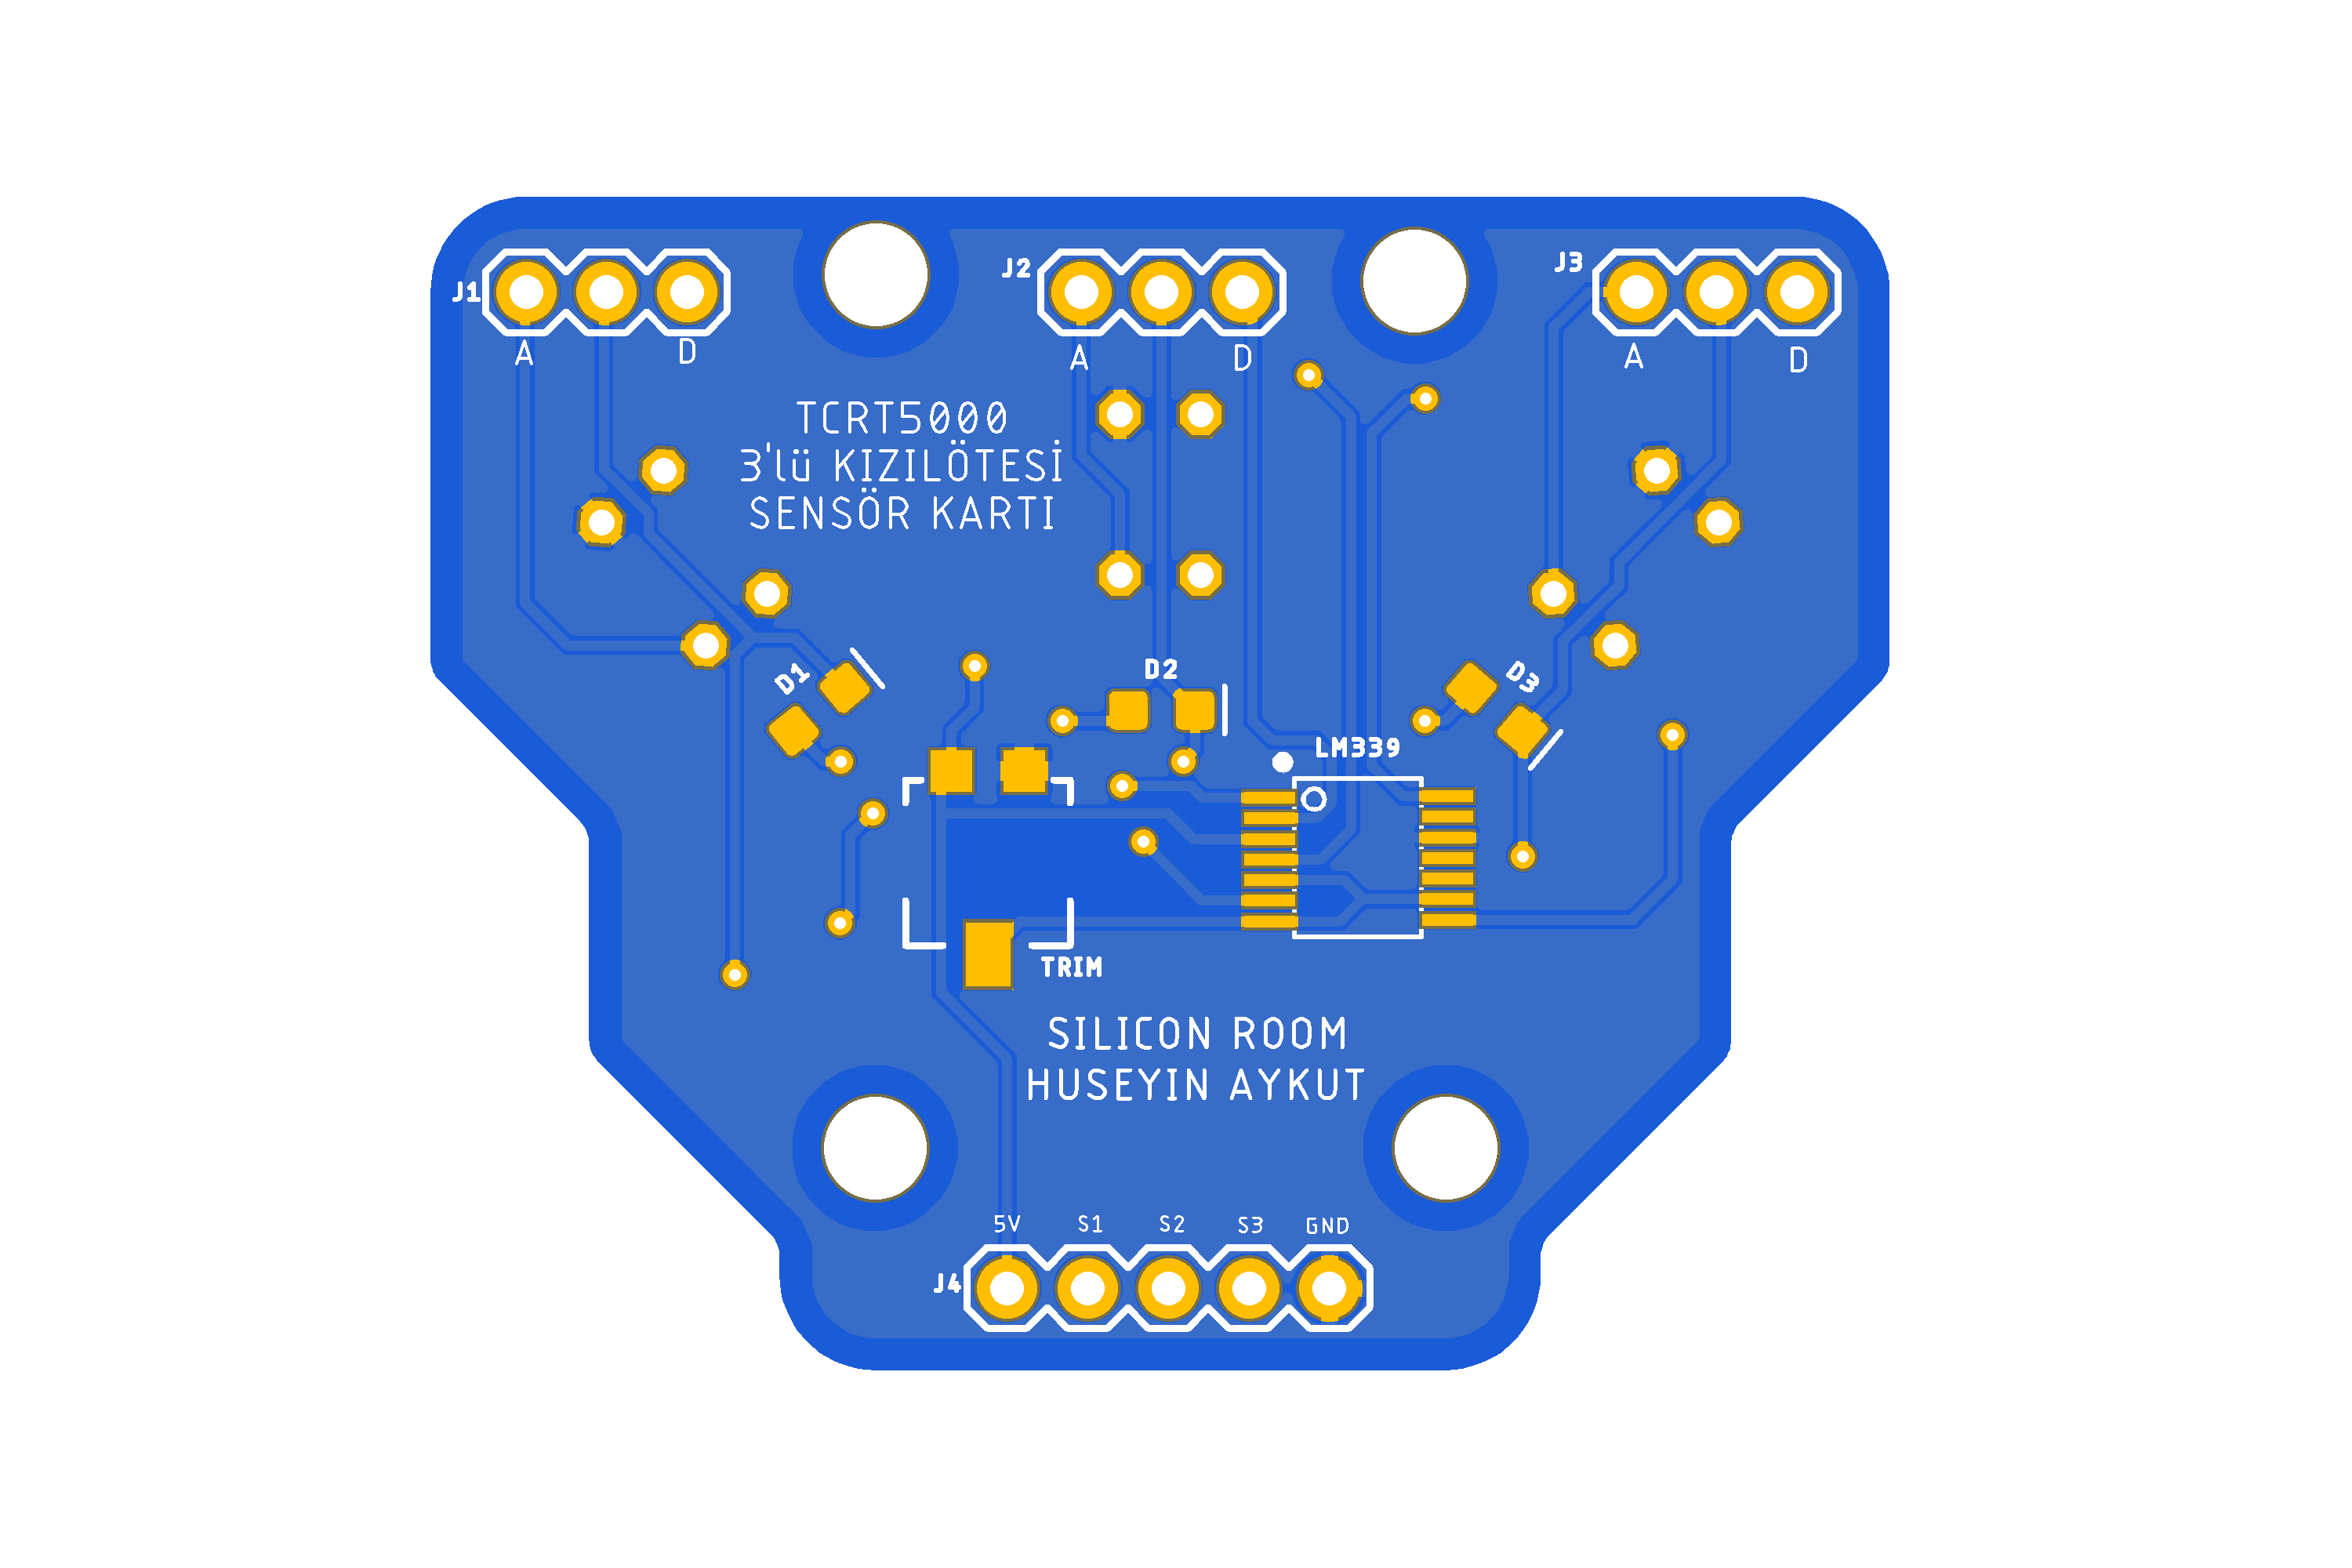 J1
J2
J3
A
D
A
D
A
D
TCRT5000
3'lü KIZILÖTESİ
SENSÖR KARTI
D1
D2
D3
LM339
TRIM
SILICON ROOM
HUSEYIN AYKUT
5V S1 S2 S3 GND
J4